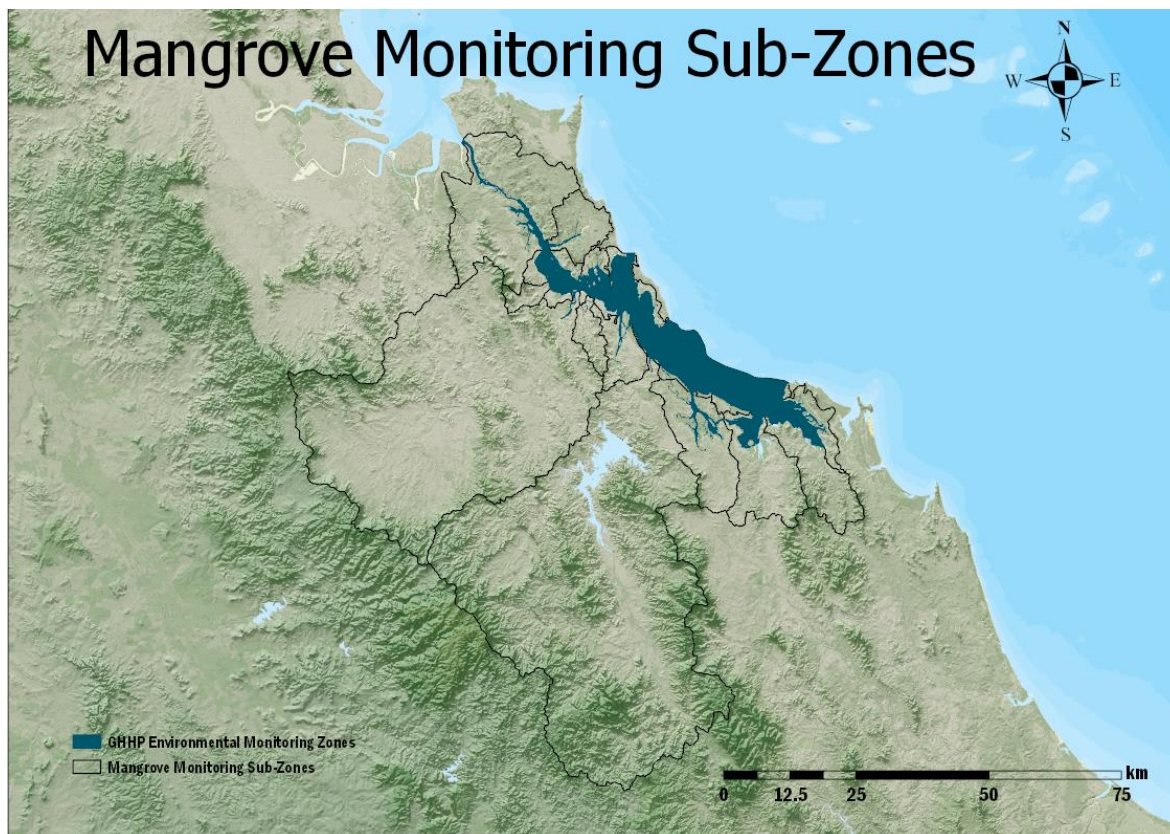 Mangrove Monitoring Sub-Zones
N
W E
S
GHHP Environmental Monitoring Zones
Mangrove Monitoring Sub-Zones
km
0 12.5 25 50 75